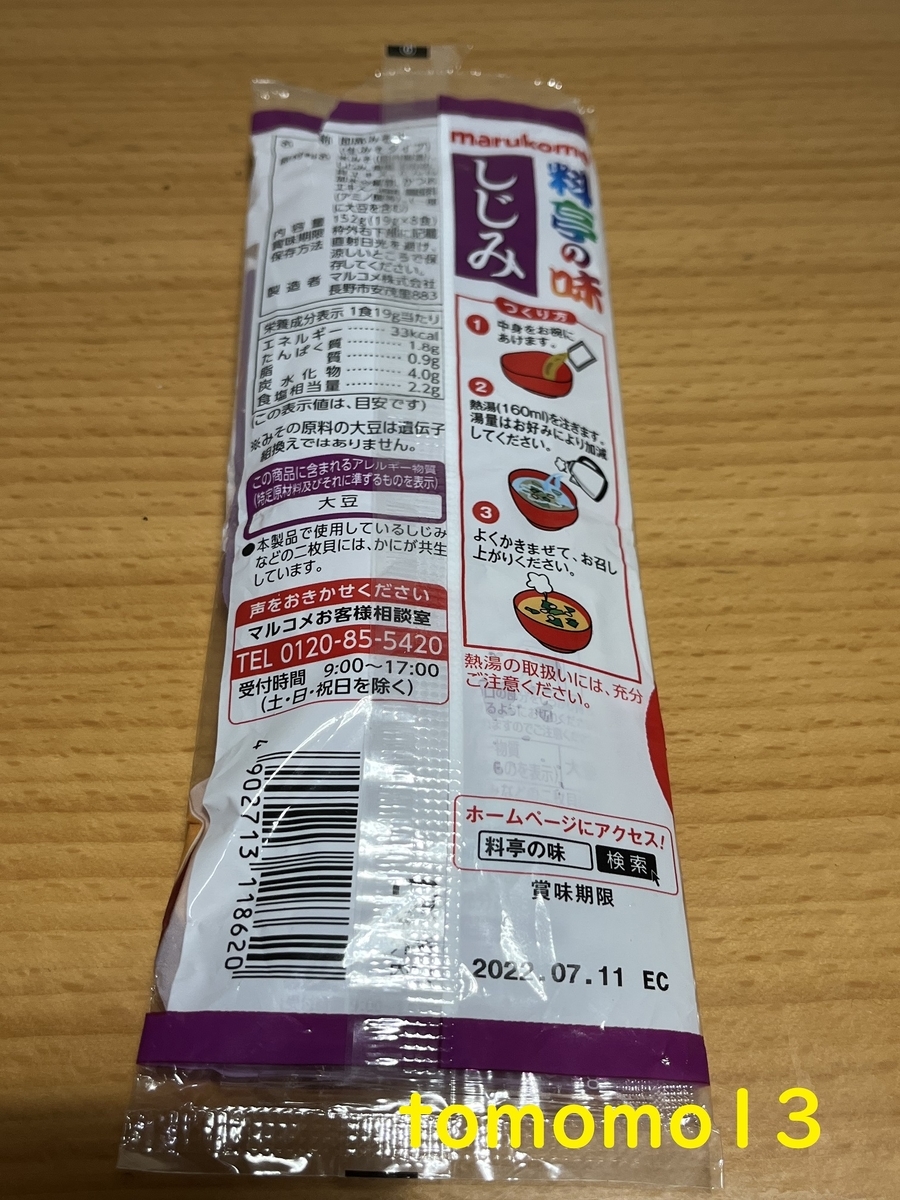 marukome
料亭の味
しじみ
つくり方
1 中身をお椀に
あけます。
2
熱湯(160ml)を注ぎます。
湯量はお好みにより加減
してください。
3
よくかきまぜて、お召し
上がりください。
熱湯の取扱いには、充分
ご注意ください。
ホームページにアクセス!
料亭の味 検索
賞味期限
2022.07.11 EC
(アミノ酸等)
に大豆を含む)
内容量 152g(19g×8食)
賞味期限 枠外右下部に記載
保存方法 直射日光を避け、
涼しいところで保
存してください。
製造者 マルコメ株式会社
長野市安茂里883
栄養成分表示 1食19g当たり
エネルギー 33kcal
たんぱく質 1.8g
脂質 0.9g
炭水化物 4.0g
食塩相当量 2.2g
(この表示値は、目安です)
※みその原料の大豆は遺伝子
組換えではありません。
この商品に含まれるアレルギー物質
(特定原材料及びそれに準ずるものを表示)
大豆
●本製品で使用しているしじみ
などの二枚貝には、かにが共生
しています。
声をおきかせください
マルコメお客様相談室
TEL 0120-85-5420
受付時間 9:00~17:00
(土・日・祝日を除く)
4 902713 118620
tomomo13